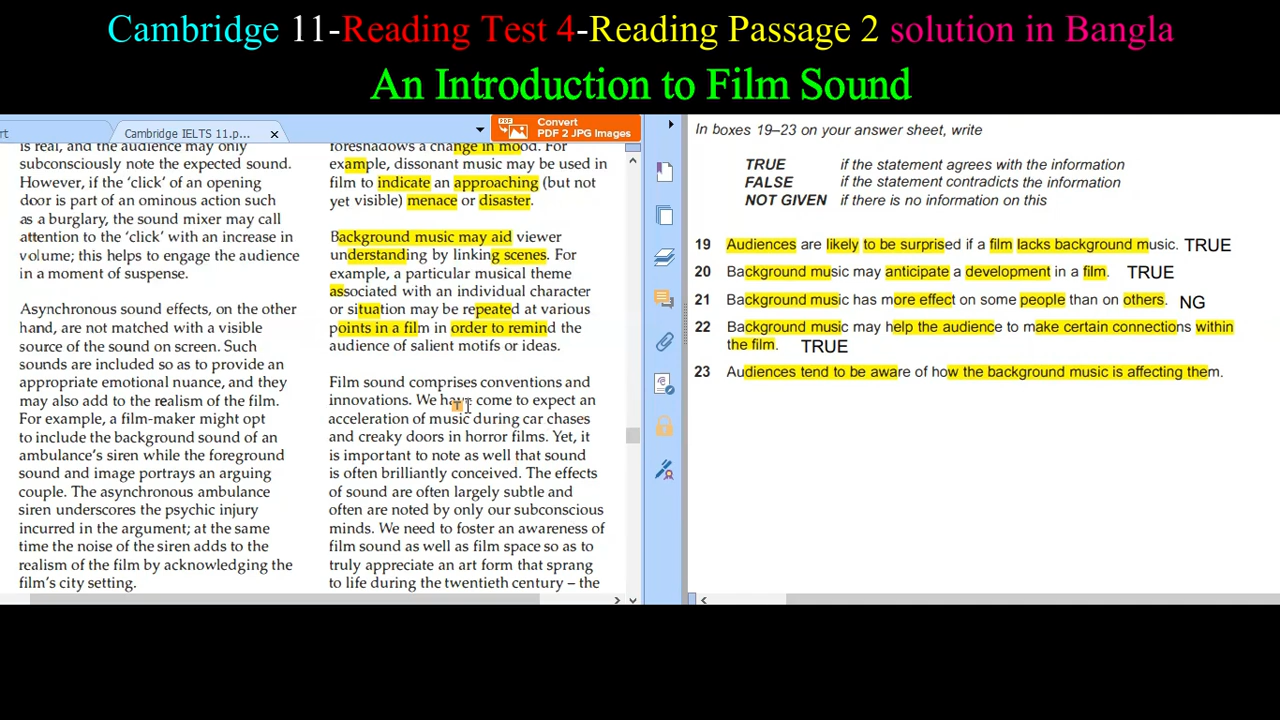 Cambridge 11-Reading Test 4-Reading Passage 2 solution in Bangla
An Introduction to Film Sound
rt
Cambridge IELTS 11.p... ×
Convert
PDF 2 JPG Images
is real, and the audience may only
subconsciously note the expected sound.
However, if the ‘click’ of an opening
door is part of an ominous action such
as a burglary, the sound mixer may call
attention to the ‘click’ with an increase in
volume; this helps to engage the audience
in a moment of suspense.
Asynchronous sound effects, on the other
hand, are not matched with a visible
source of the sound on screen. Such
sounds are included so as to provide an
appropriate emotional nuance, and they
may also add to the realism of the film.
For example, a film-maker might opt
to include the background sound of an
ambulance’s siren while the foreground
sound and image portrays an arguing
couple. The asynchronous ambulance
siren underscores the psychic injury
incurred in the argument; at the same
time the noise of the siren adds to the
realism of the film by acknowledging the
film’s city setting.
foreshadows a change in mood. For
example, dissonant music may be used in
film to indicate an approaching (but not
yet visible) menace or disaster.
Background music may aid viewer
understanding by linking scenes. For
example, a particular musical theme
associated with an individual character
or situation may be repeated at various
points in a film in order to remind the
audience of salient motifs or ideas.
Film sound comprises conventions and
innovations. We have come to expect an
acceleration of music during car chases
and creaky doors in horror films. Yet, it
is important to note as well that sound
is often brilliantly conceived. The effects
of sound are often largely subtle and
often are noted by only our subconscious
minds. We need to foster an awareness of
film sound as well as film space so as to
truly appreciate an art form that sprang
to life during the twentieth century – the
In boxes 19–23 on your answer sheet, write
TRUE if the statement agrees with the information
FALSE if the statement contradicts the information
NOT GIVEN if there is no information on this
19 Audiences are likely to be surprised if a film lacks background music. TRUE
20 Background music may anticipate a development in a film. TRUE
21 Background music has more effect on some people than on others. NG
22 Background music may help the audience to make certain connections within
the film. TRUE
23 Audiences tend to be aware of how the background music is affecting them.